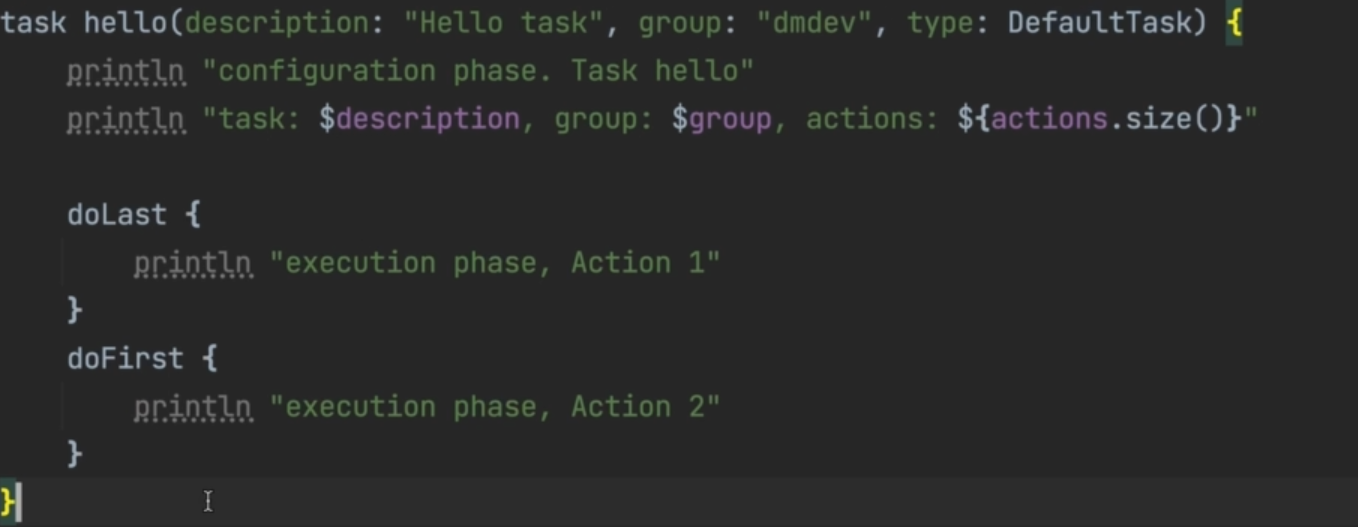 task hello(description: "Hello task", group: "dmdev", type: DefaultTask) {
    println "configuration phase. Task hello"
    println "task: $description, group: $group, actions: ${actions.size()}"

    doLast {
        println "execution phase, Action 1"
    }
    doFirst {
        println "execution phase, Action 2"
    }
}